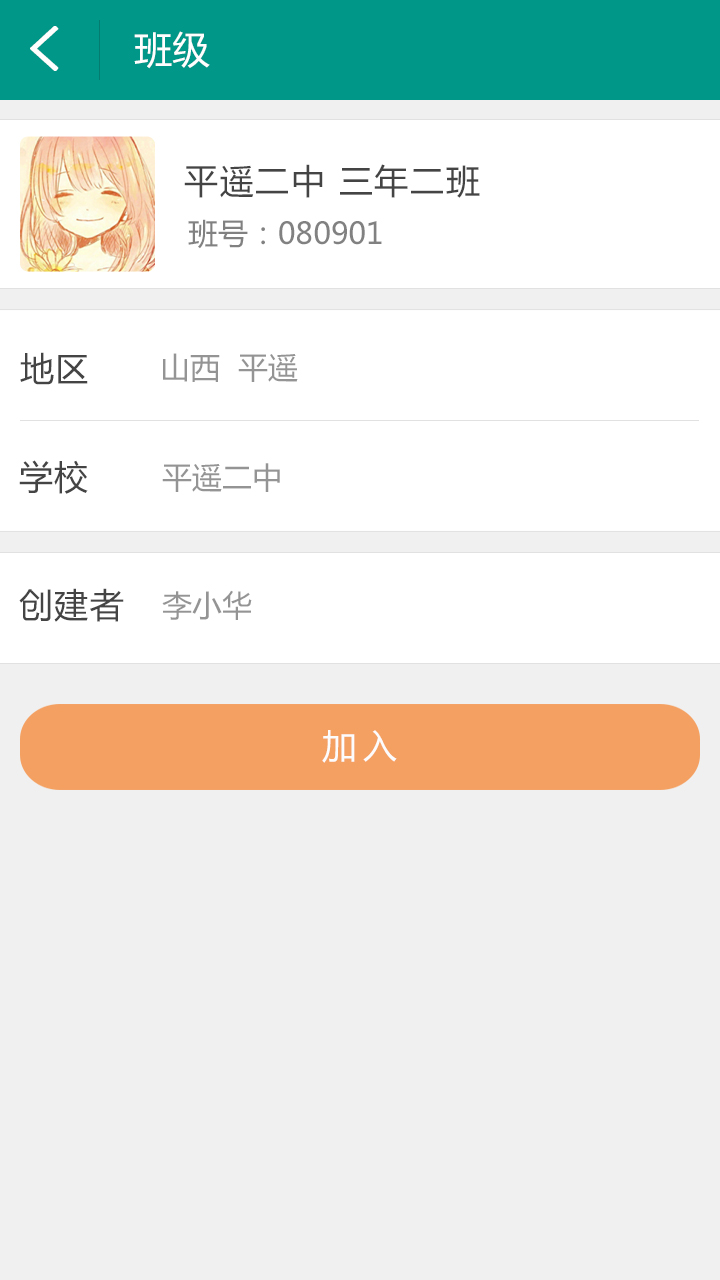 班级
平遥二中 三年二班
班号：080901
地区 山西 平遥
学校 平遥二中
创建者 李小华
加入